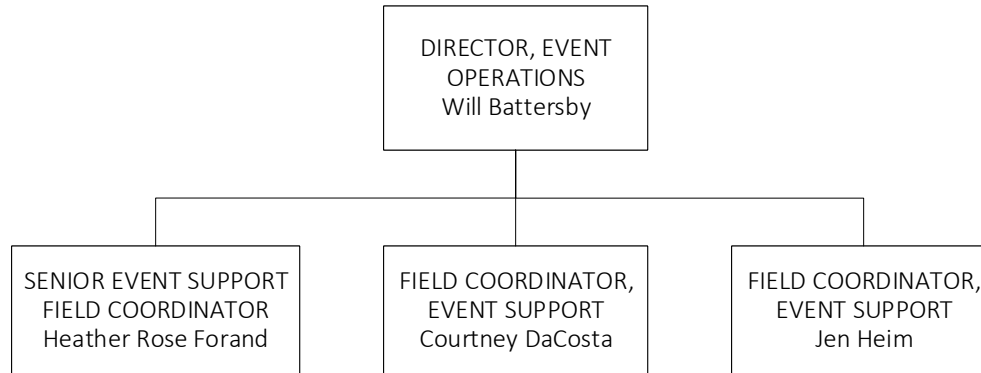 DIRECTOR, EVENT
OPERATIONS
Will Battersby
SENIOR EVENT SUPPORT
FIELD COORDINATOR
Heather Rose Forand
FIELD COORDINATOR,
EVENT SUPPORT
Courtney DaCosta
FIELD COORDINATOR,
EVENT SUPPORT
Jen Heim